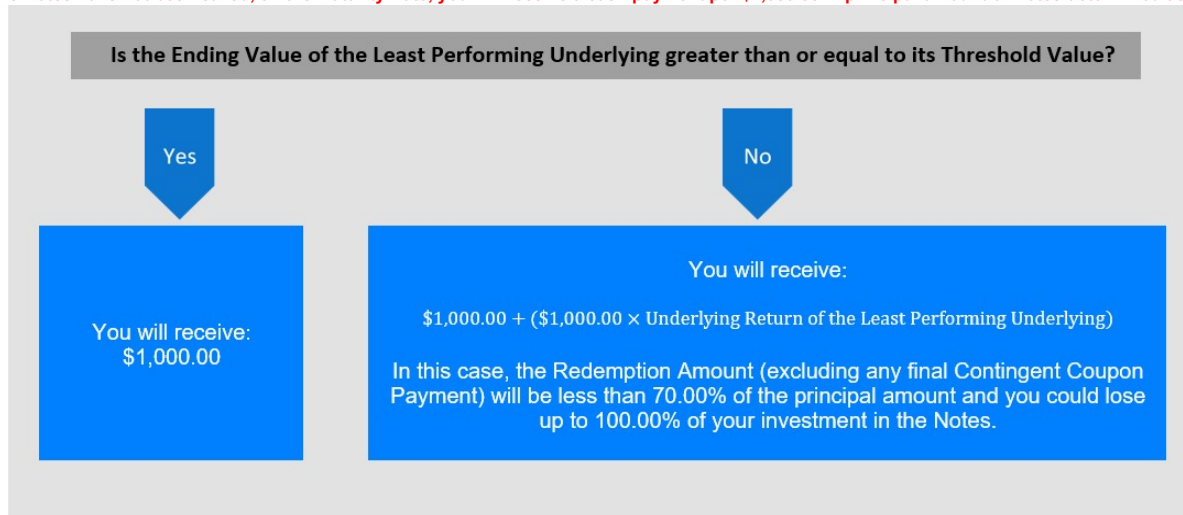 Is the Ending Value of the Least Performing Underlying greater than or equal to its Threshold Value?
Yes
No
You will receive:
$1,000.00
You will receive:
$1,000.00 + ($1,000.00 × Underlying Return of the Least Performing Underlying)
In this case, the Redemption Amount (excluding any final Contingent Coupon
Payment) will be less than 70.00% of the principal amount and you could lose
up to 100.00% of your investment in the Notes.